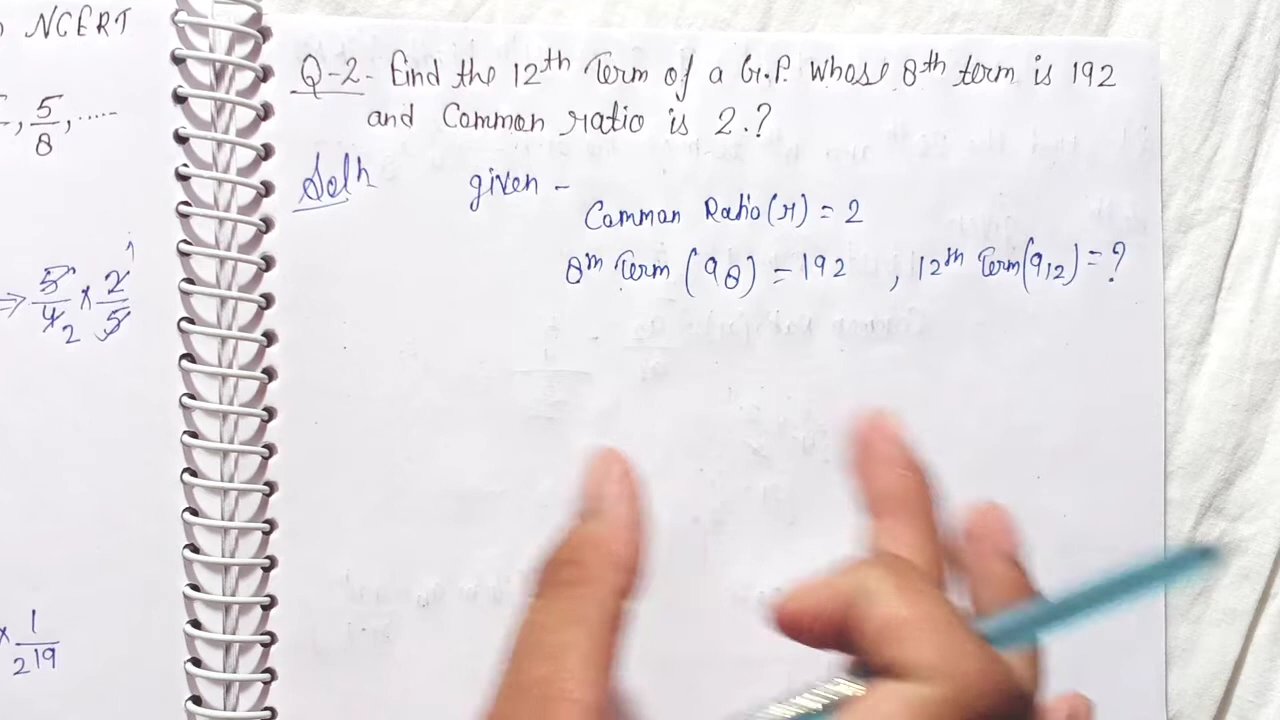 NCERT
, 5/8, .....
⇒ 5/4 2 × 2/5 1
× 1/2^19
Q-2- Find the 12th Term of a G.P. whose 8th term is 192
and Common ratio is 2.?
Soln given -
Common Ratio(r) = 2
8th Term (a8) = 192 , 12th Term(a12) = ?